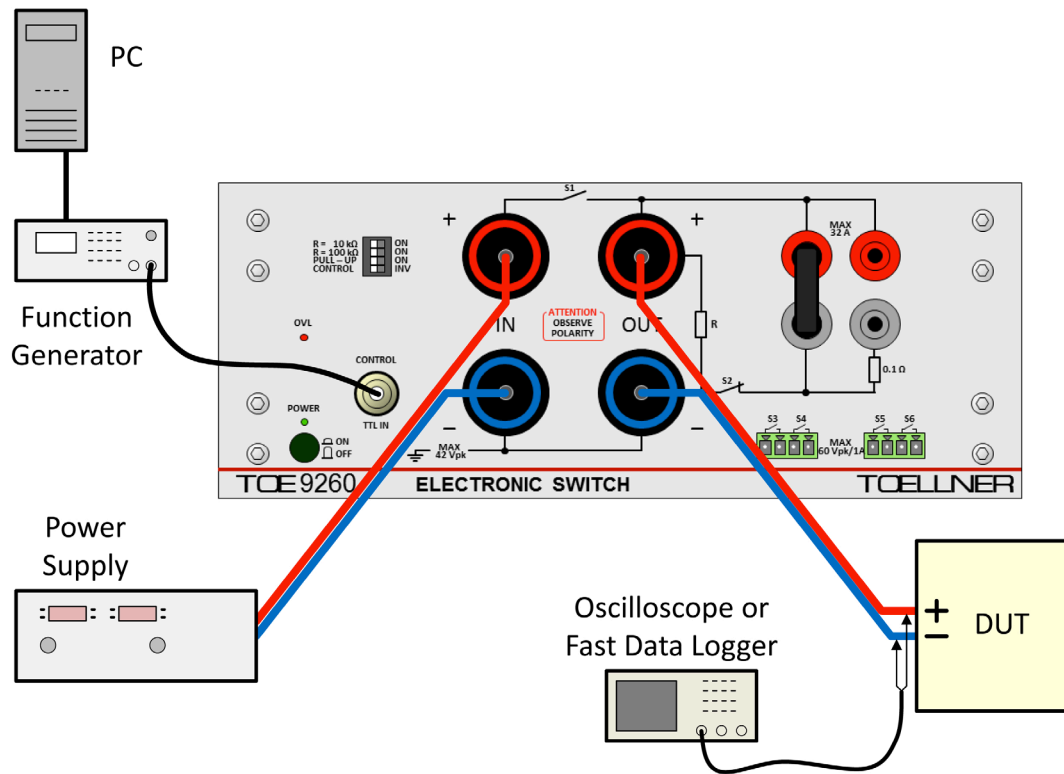 PC
Function
Generator
S1
+
+
MAX
32 A
R = 10 kΩ ON
R = 100 kΩ ON
PULL – UP ON
CONTROL INV
IN
ATTENTION
OBSERVE
POLARITY
OUT
R
OVL
CONTROL
TTL IN
S2
0.1 Ω
POWER
ON
OFF
–
–
MAX
42 Vpk
S3 S4
S5 S6
MAX
60 Vpk/1A
TOE 9260 ELECTRONIC SWITCH TOELLNER
Power
Supply
Oscilloscope or
Fast Data Logger
+
–
DUT